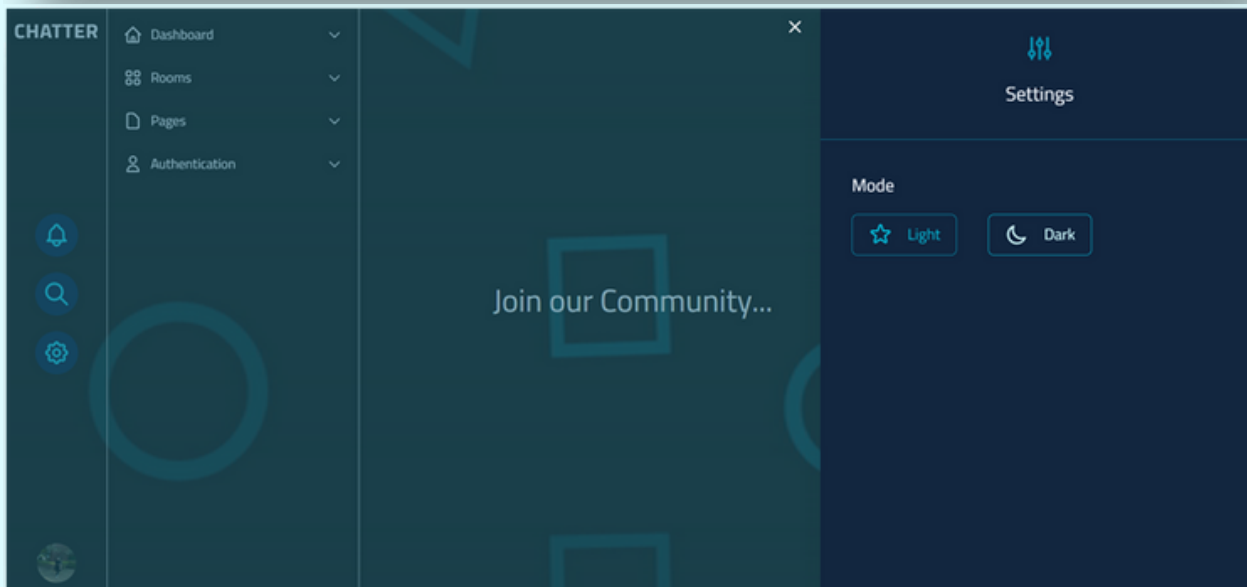 CHATTER
Dashboard
Rooms
Pages
Authentication
Join our Community...
Settings
Mode
Light
Dark